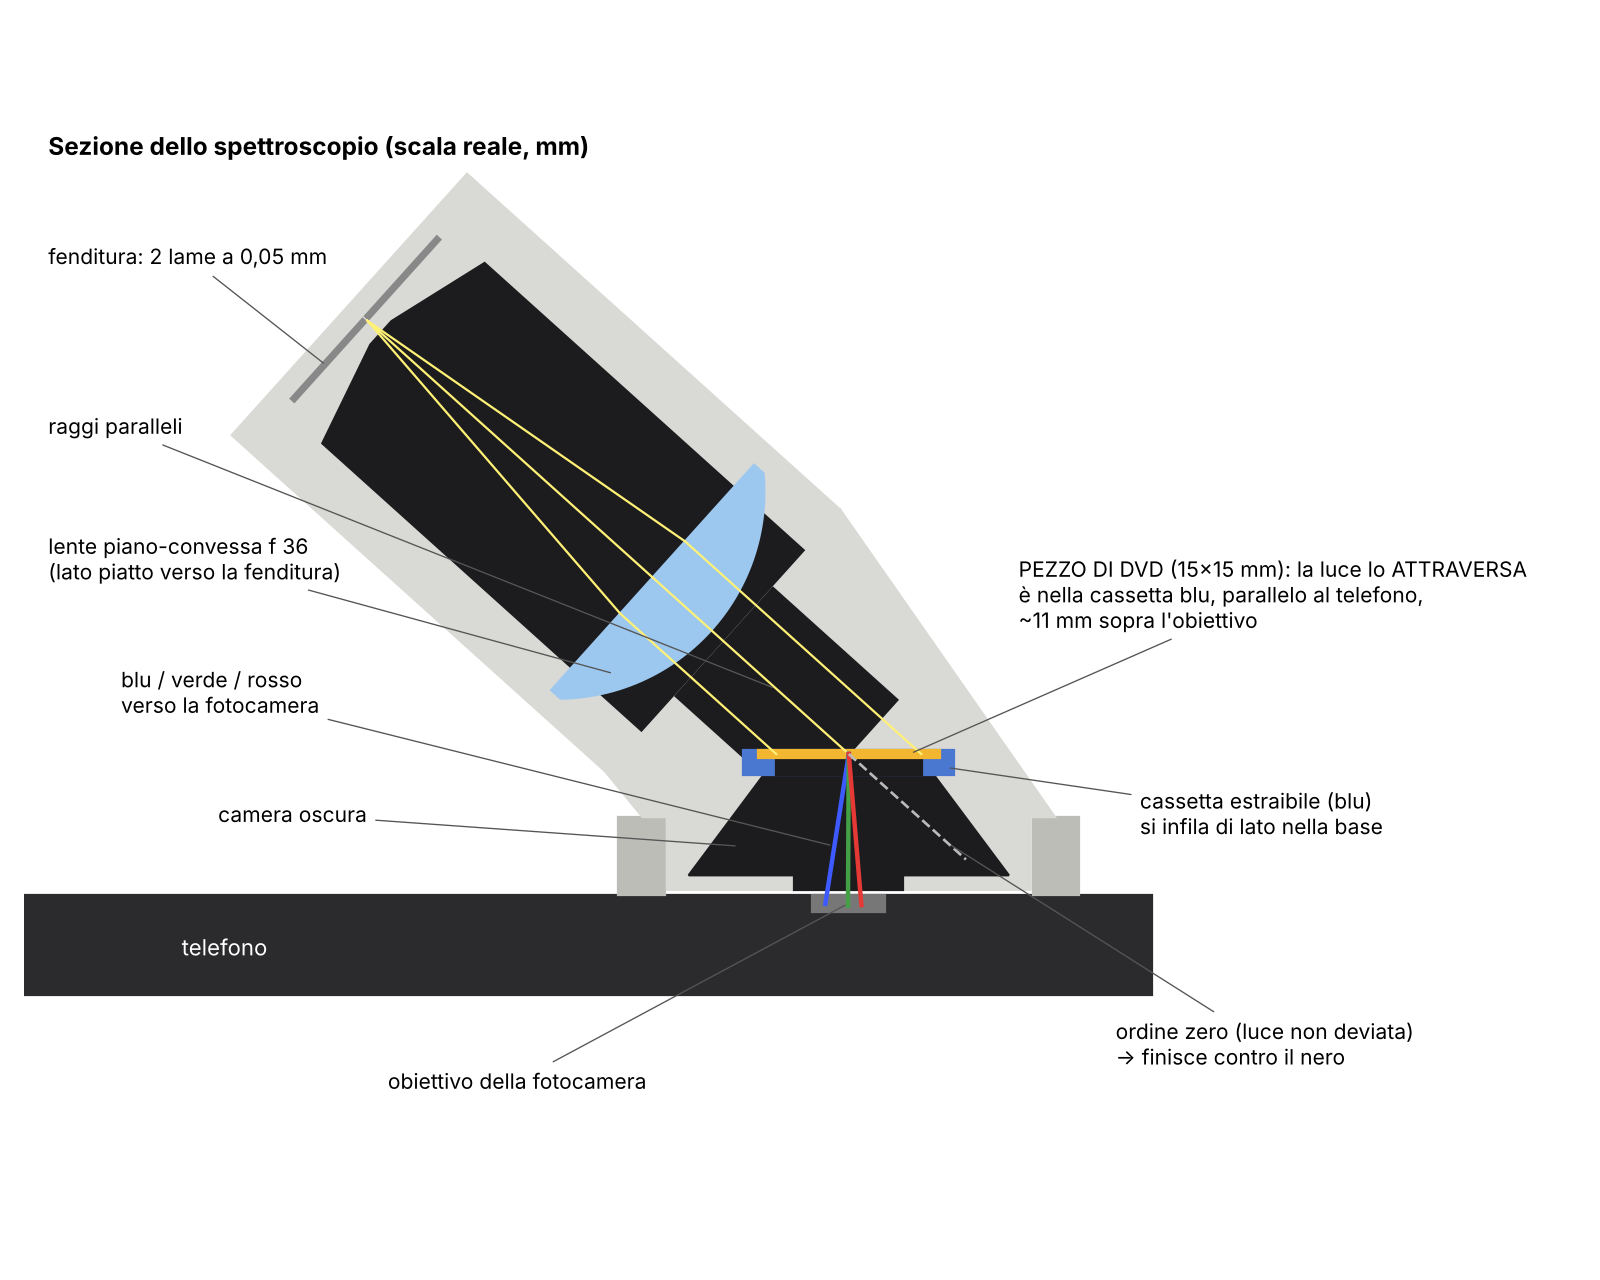 Sezione dello spettroscopio (scala reale, mm)
fenditura: 2 lame a 0,05 mm
raggi paralleli
lente piano-convessa f 36
(lato piatto verso la fenditura)
PEZZO DI DVD (15×15 mm): la luce lo ATTRAVERSA
è nella cassetta blu, parallelo al telefono,
~11 mm sopra l'obiettivo
blu / verde / rosso
verso la fotocamera
camera oscura
cassetta estraibile (blu)
si infila di lato nella base
telefono
ordine zero (luce non deviata)
→ finisce contro il nero
obiettivo della fotocamera